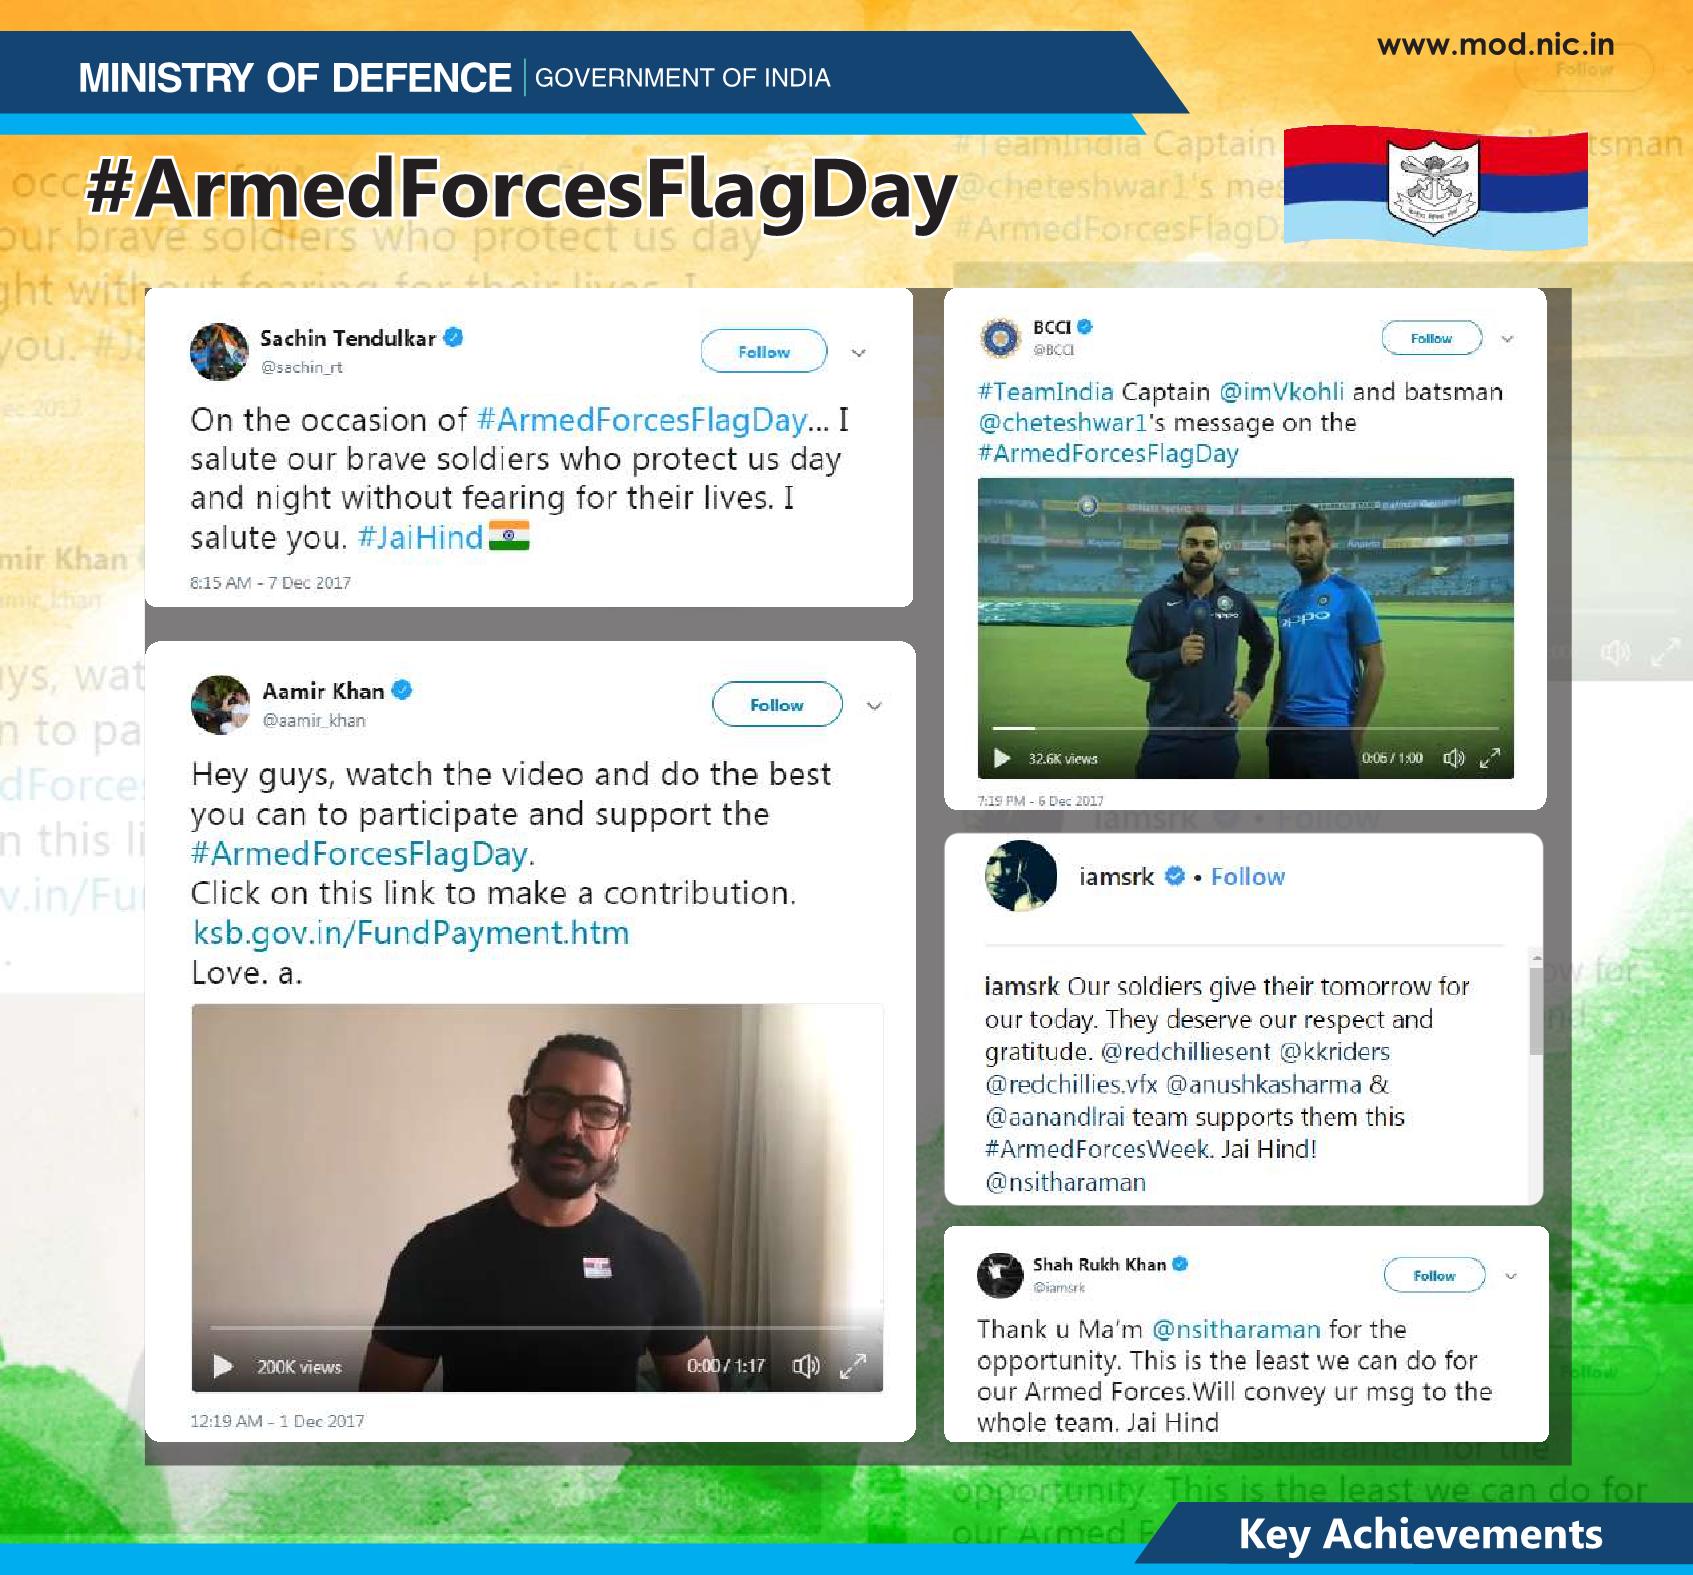 www.mod.nic.in
MINISTRY OF DEFENCE | GOVERNMENT OF INDIA
#ArmedForcesFlagDay
Sachin Tendulkar
@sachin_rt
Follow
On the occasion of #ArmedForcesFlagDay... I
salute our brave soldiers who protect us day
and night without fearing for their lives. I
salute you. #JaiHind
8:15 AM - 7 Dec 2017
Aamir Khan
@aamir_khan
Follow
Hey guys, watch the video and do the best
you can to participate and support the
#ArmedForcesFlagDay.
Click on this link to make a contribution.
ksb.gov.in/FundPayment.htm
Love. a.
200K views
0:00 / 1:17
12:19 AM - 1 Dec 2017
BCCI
@BCCI
Follow
#TeamIndia Captain @imVkohli and batsman
@cheteshwar1's message on the
#ArmedForcesFlagDay
oppo
oppo
32.6K views
0:06 / 1:00
7:19 PM - 6 Dec 2017
iamsrk • Follow
iamsrk Our soldiers give their tomorrow for
our today. They deserve our respect and
gratitude. @redchilliesent @kkriders
@redchillies.vfx @anushkasharma &
@aanandlrai team supports them this
#ArmedForcesWeek. Jai Hind!
@nsitharaman
Shah Rukh Khan
@iamsrk
Follow
Thank u Ma'm @nsitharaman for the
opportunity. This is the least we can do for
our Armed Forces.Will convey ur msg to the
whole team. Jai Hind
Key Achievements